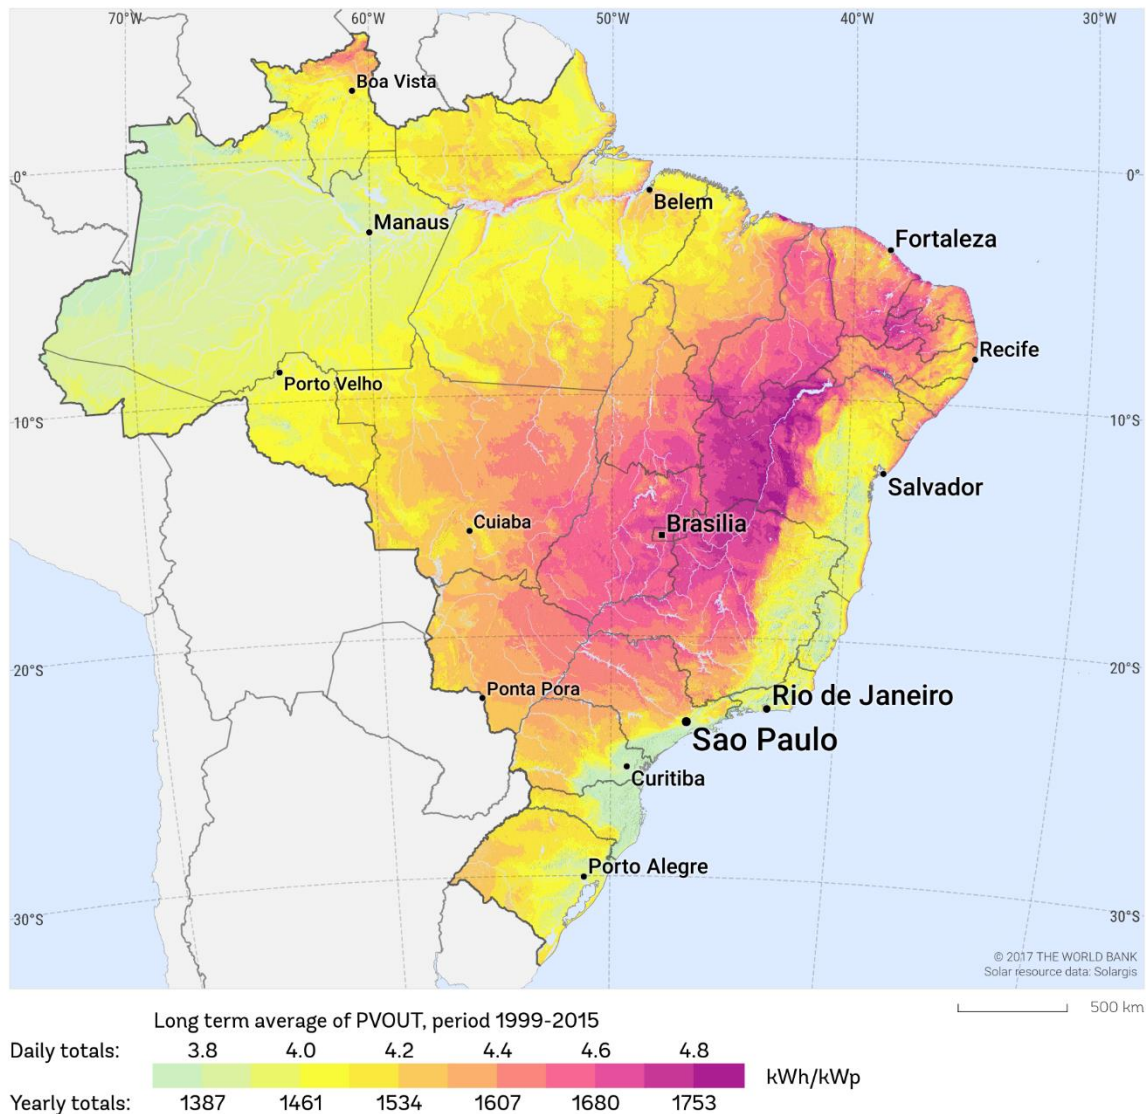 70°W 60°W 50°W 40°W 30°W
Boa Vista
0° 0°
Belem
Manaus
Fortaleza
Recife
Porto Velho
10°S 10°S
Salvador
Cuiaba
Brasilia
20°S 20°S
Ponta Pora
Rio de Janeiro
Sao Paulo
Curitiba
Porto Alegre
30°S 30°S
© 2017 THE WORLD BANK
Solar resource data: Solargis
500 km
Long term average of PVOUT, period 1999-2015
Daily totals: 3.8 4.0 4.2 4.4 4.6 4.8
kWh/kWp
Yearly totals: 1387 1461 1534 1607 1680 1753